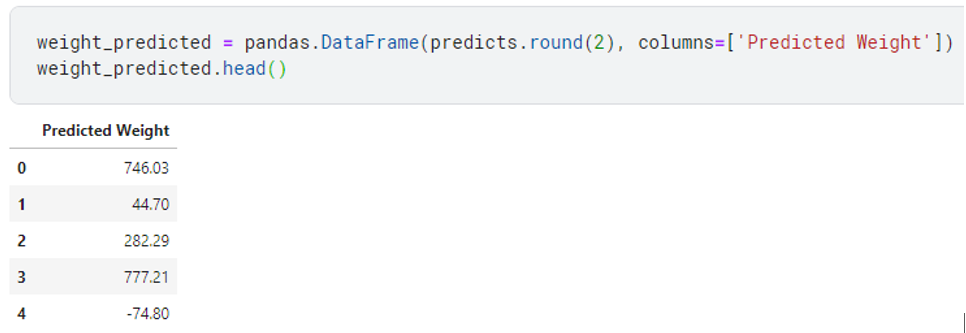 weight_predicted = pandas.DataFrame(predicts.round(2), columns=['Predicted Weight'])
weight_predicted.head()
Predicted Weight
0 746.03
1 44.70
2 282.29
3 777.21
4 -74.80